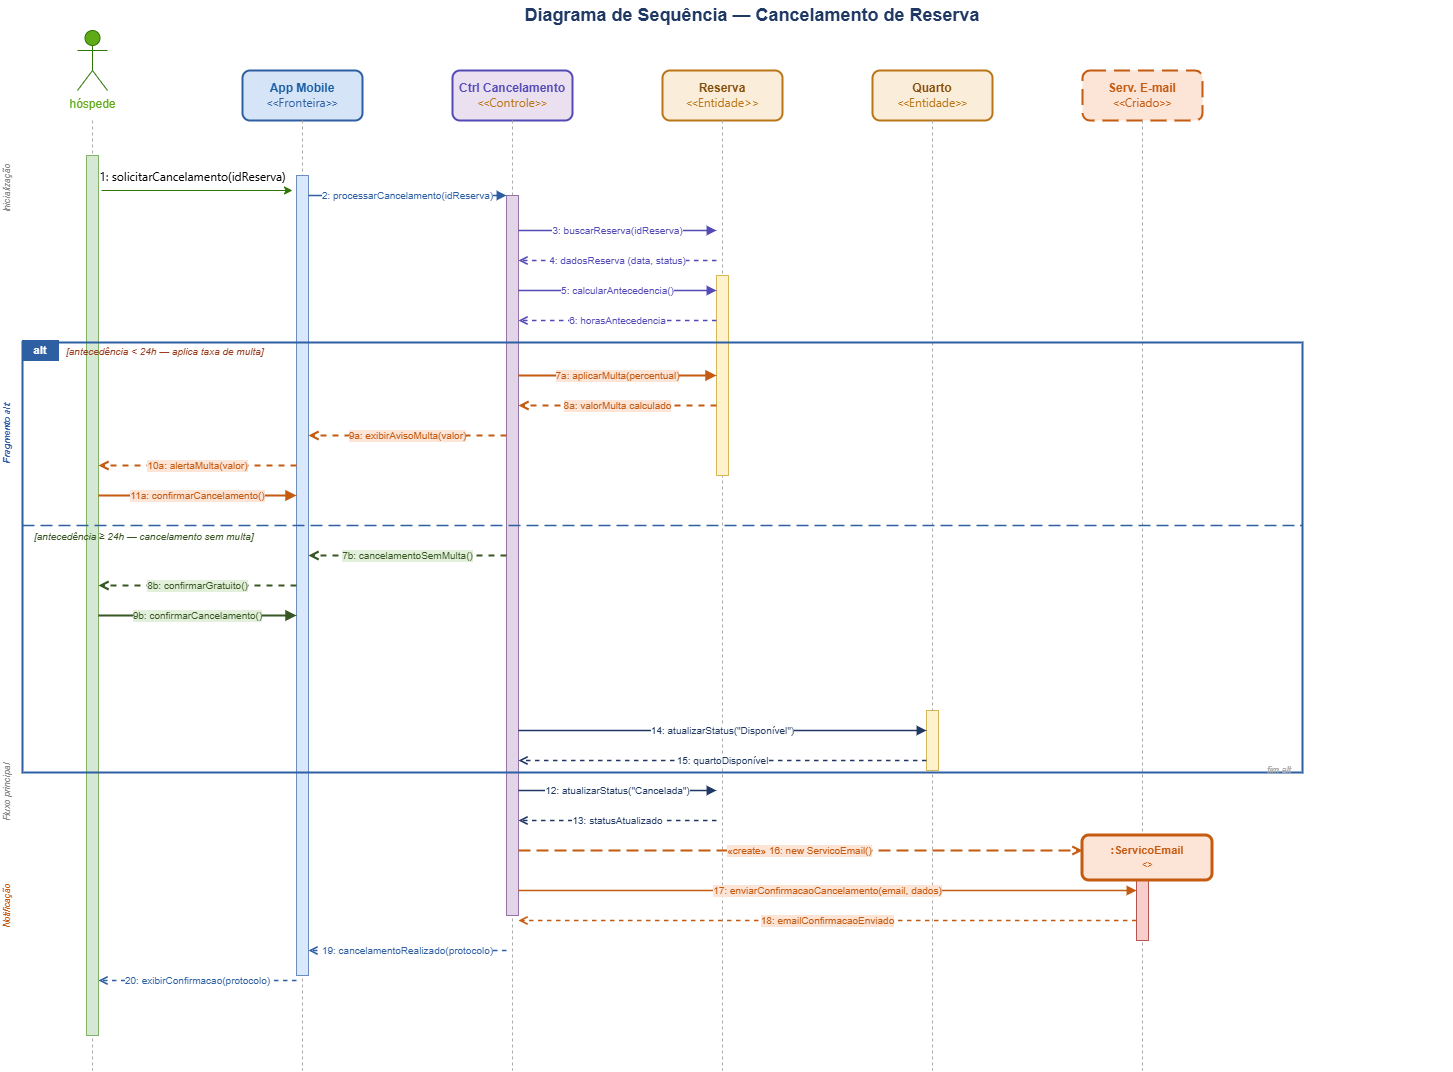 Diagrama de Sequência — Cancelamento de Reserva
hóspede
App Mobile
<<Fronteira>>
Ctrl Cancelamento
<<Controle>>
Reserva
<<Entidade>>
Quarto
<<Entidade>>
Serv. E-mail
<<Criado>>
Inicialização
1: solicitarCancelamento(idReserva)
2: processarCancelamento(idReserva)
3: buscarReserva(idReserva)
4: dadosReserva (data, status)
5: calcularAntecedencia()
6: horasAntecedencia
alt
[antecedência < 24h — aplica taxa de multa]
7a: aplicarMulta(percentual)
8a: valorMulta calculado
Fragmento alt
9a: exibirAvisoMulta(valor)
10a: alertaMulta(valor)
11a: confirmarCancelamento()
[antecedência ≥ 24h — cancelamento sem multa]
7b: cancelamentoSemMulta()
8b: confirmarGratuito()
9b: confirmarCancelamento()
14: atualizarStatus("Disponível")
15: quartoDisponível
fim alt
Fluxo principal
12: atualizarStatus("Cancelada")
13: statusAtualizado
«create» 16: new ServicoEmail()
:ServicoEmail
<>
Notificação
17: enviarConfirmacaoCancelamento(email, dados)
18: emailConfirmacaoEnviado
19: cancelamentoRealizado(protocolo)
20: exibirConfirmacao(protocolo)